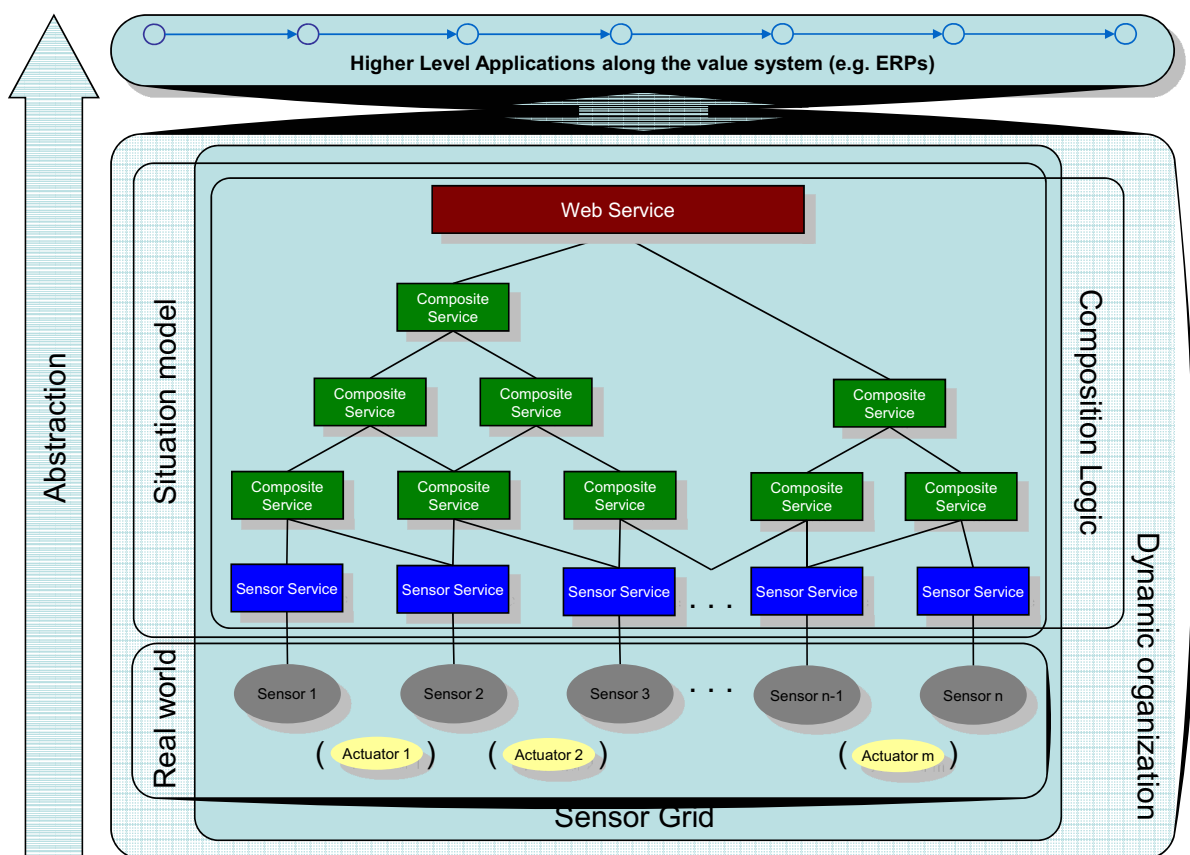 Higher Level Applications along the value system (e.g. ERPs)
Web Service
Composite
Service
Composite
Service
Composite
Service
Composite
Service
Composite
Service
Composite
Service
Composite
Service
Composite
Service
Composite
Service
Sensor Service
Sensor Service
Sensor Service
. . .
Sensor Service
Sensor Service
Sensor 1
Sensor 2
Sensor 3
. . .
Sensor n-1
Sensor n
( Actuator 1 )
( Actuator 2 )
( Actuator m )
Sensor Grid
Abstraction
Situation model
Real world
Composition Logic
Dynamic organization